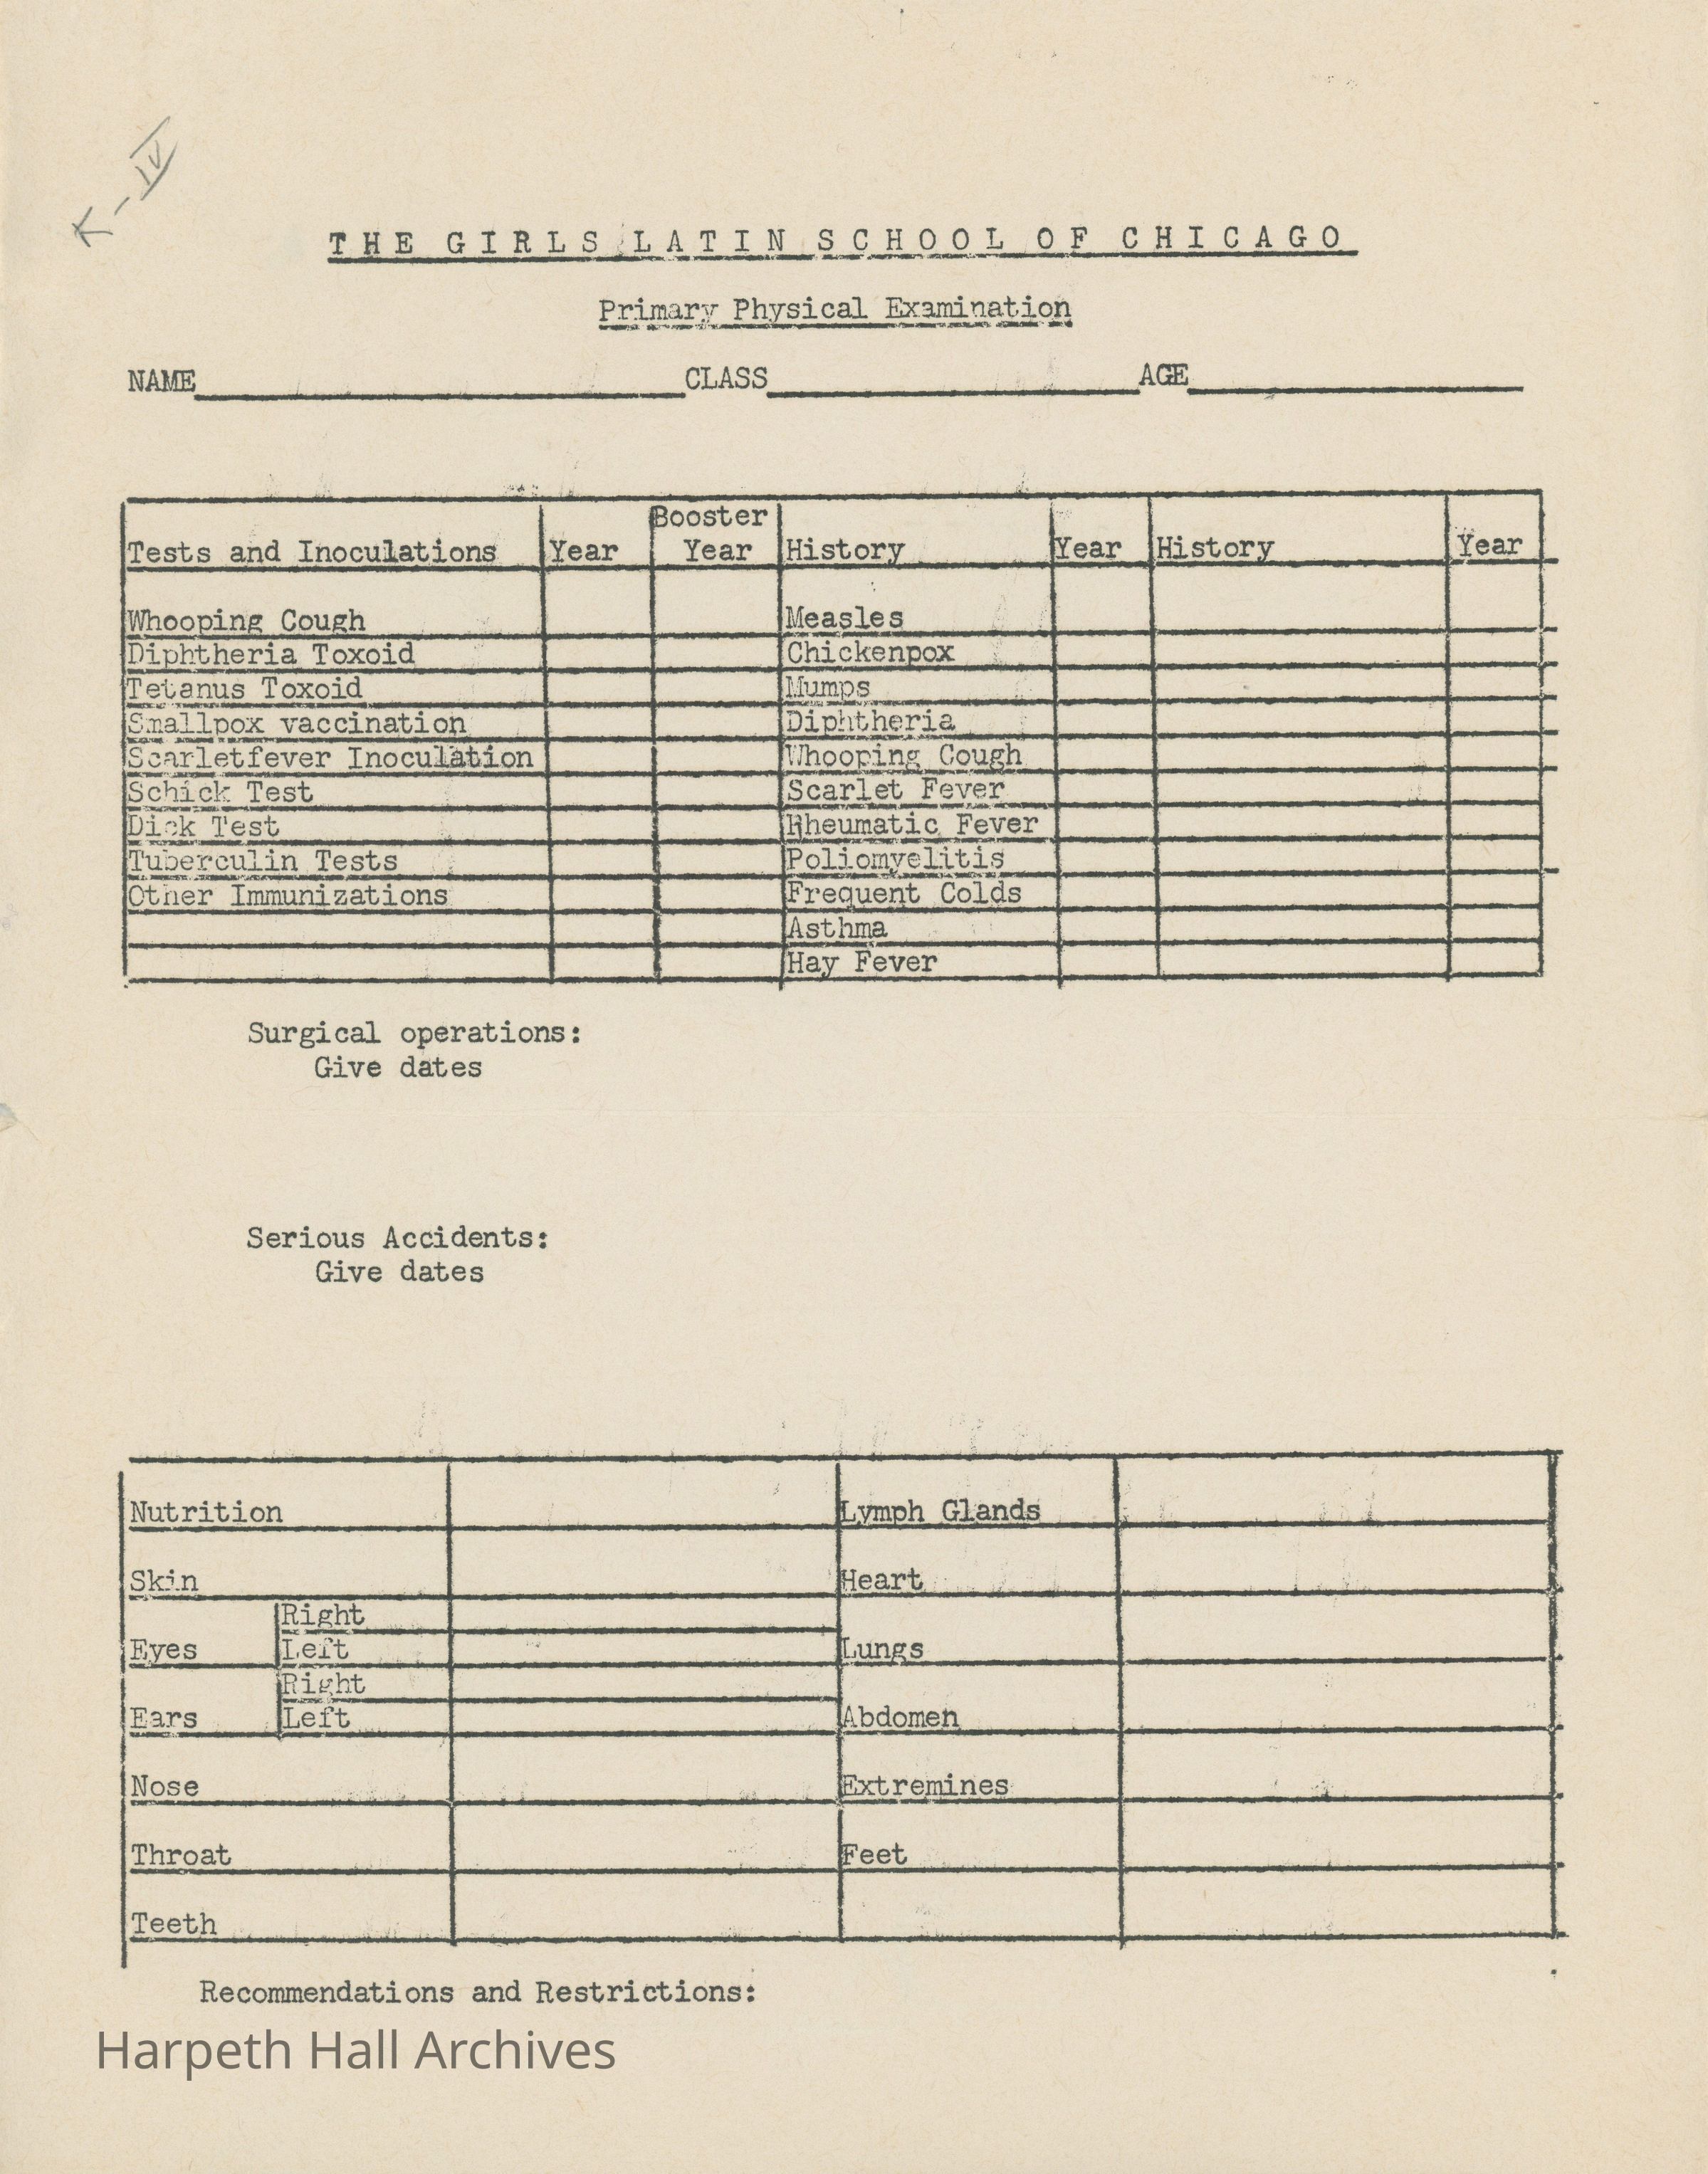 K-IV
THE GIRLS LATIN SCHOOL OF CHICAGO
Primary Physical Examination
NAME CLASS AGE
Booster
Tests and Inoculations Year Year History Year History Year
Whooping Cough Measles
Diphtheria Toxoid Chickenpox
Tetanus Toxoid Mumps
Smallpox vaccination Diphtheria
Scarletfever Inoculation Whooping Cough
Schick Test Scarlet Fever
Dick Test Rheumatic Fever
Tuberculin Tests Poliomyelitis
Other Immunizations Frequent Colds
Asthma
Hay Fever
Surgical operations:
Give dates
Serious Accidents:
Give dates
Nutrition Lymph Glands
Skin Heart
Right
Eyes Left Lungs
Right
Ears Left Abdomen
Nose Extremines
Throat Feet
Teeth
Recommendations and Restrictions:
Harpeth Hall Archives